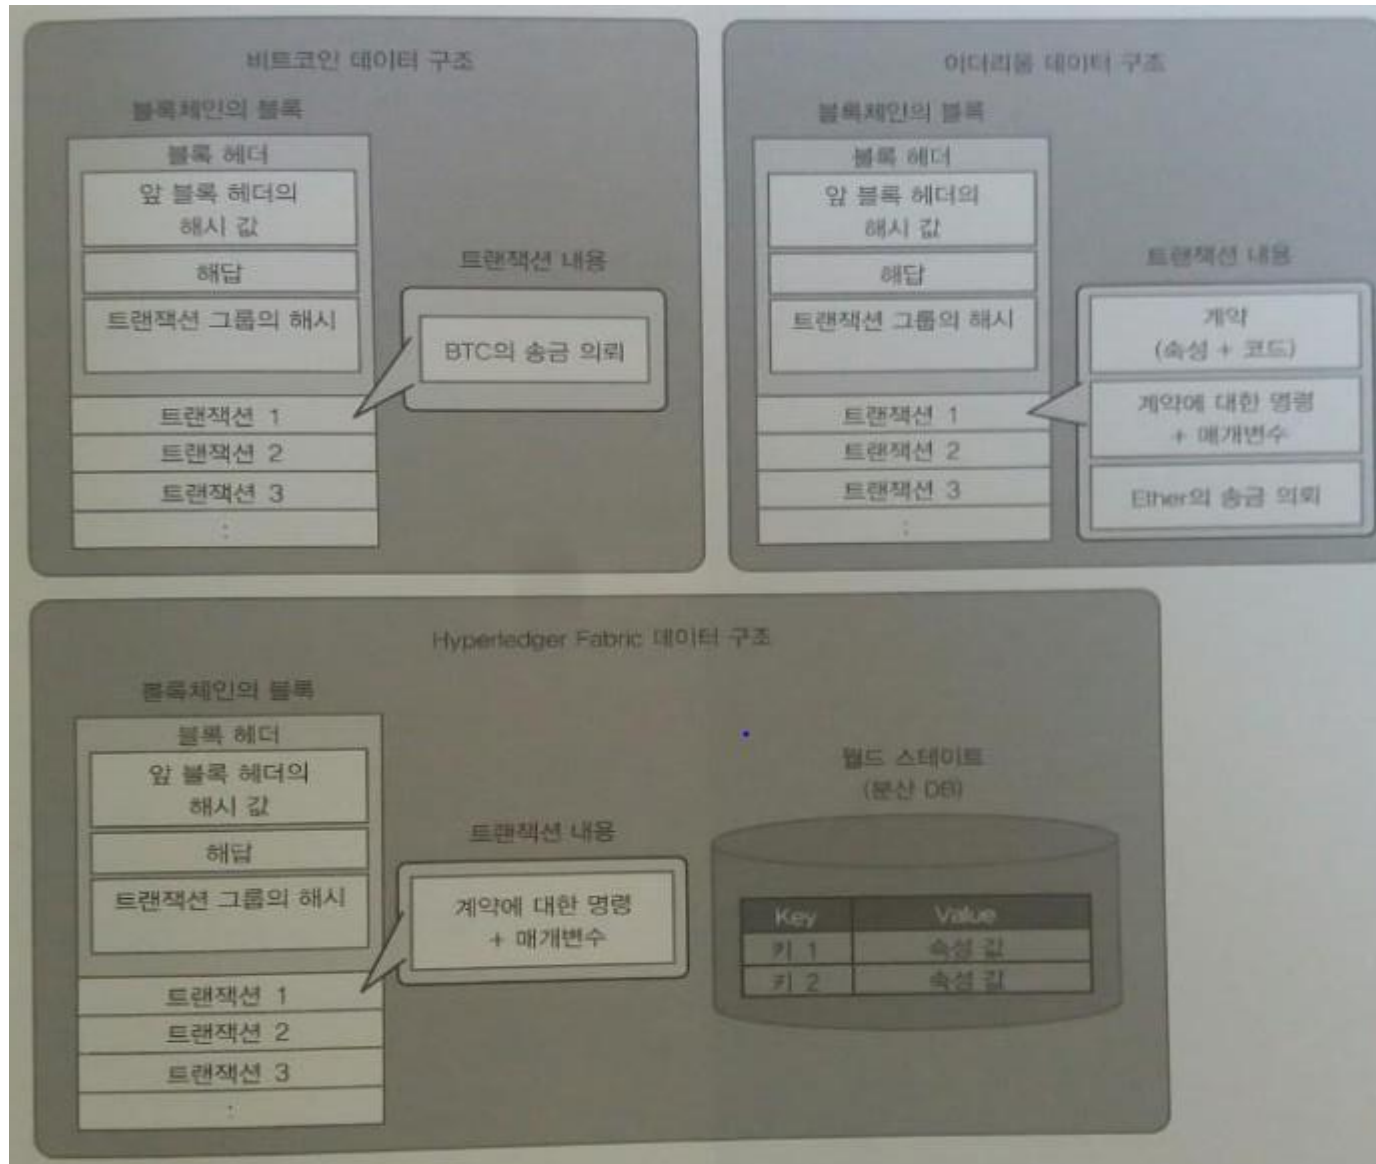 비트코인 데이터 구조
블록체인의 블록
블록 헤더
앞 블록 헤더의
해시 값
해답
트랜잭션 그룹의 해시
트랜잭션 1
트랜잭션 2
트랜잭션 3
:
트랜잭션 내용
BTC의 송금 의뢰
이더리움 데이터 구조
블록체인의 블록
블록 헤더
앞 블록 헤더의
해시 값
해답
트랜잭션 그룹의 해시
트랜잭션 1
트랜잭션 2
트랜잭션 3
:
트랜잭션 내용
계약
(속성 + 코드)
계약에 대한 명령
+ 매개변수
Ether의 송금 의뢰
Hyperledger Fabric 데이터 구조
블록체인의 블록
블록 헤더
앞 블록 헤더의
해시 값
해답
트랜잭션 그룹의 해시
트랜잭션 1
트랜잭션 2
트랜잭션 3
:
트랜잭션 내용
계약에 대한 명령
+ 매개변수
월드 스테이트
(분산 DB)
Key Value
키 1 속성 값
키 2 속성 값